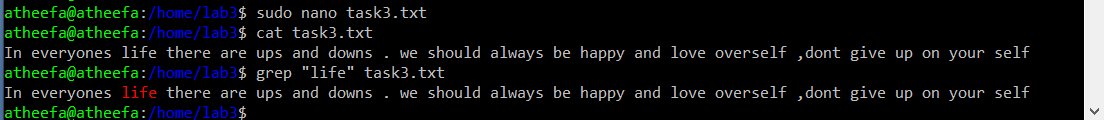 atheefa@atheefa:/home/lab3$ sudo nano task3.txt
atheefa@atheefa:/home/lab3$ cat task3.txt
In everyones life there are ups and downs . we should always be happy and love overself ,dont give up on your self
atheefa@atheefa:/home/lab3$ grep "life" task3.txt
In everyones life there are ups and downs . we should always be happy and love overself ,dont give up on your self
atheefa@atheefa:/home/lab3$